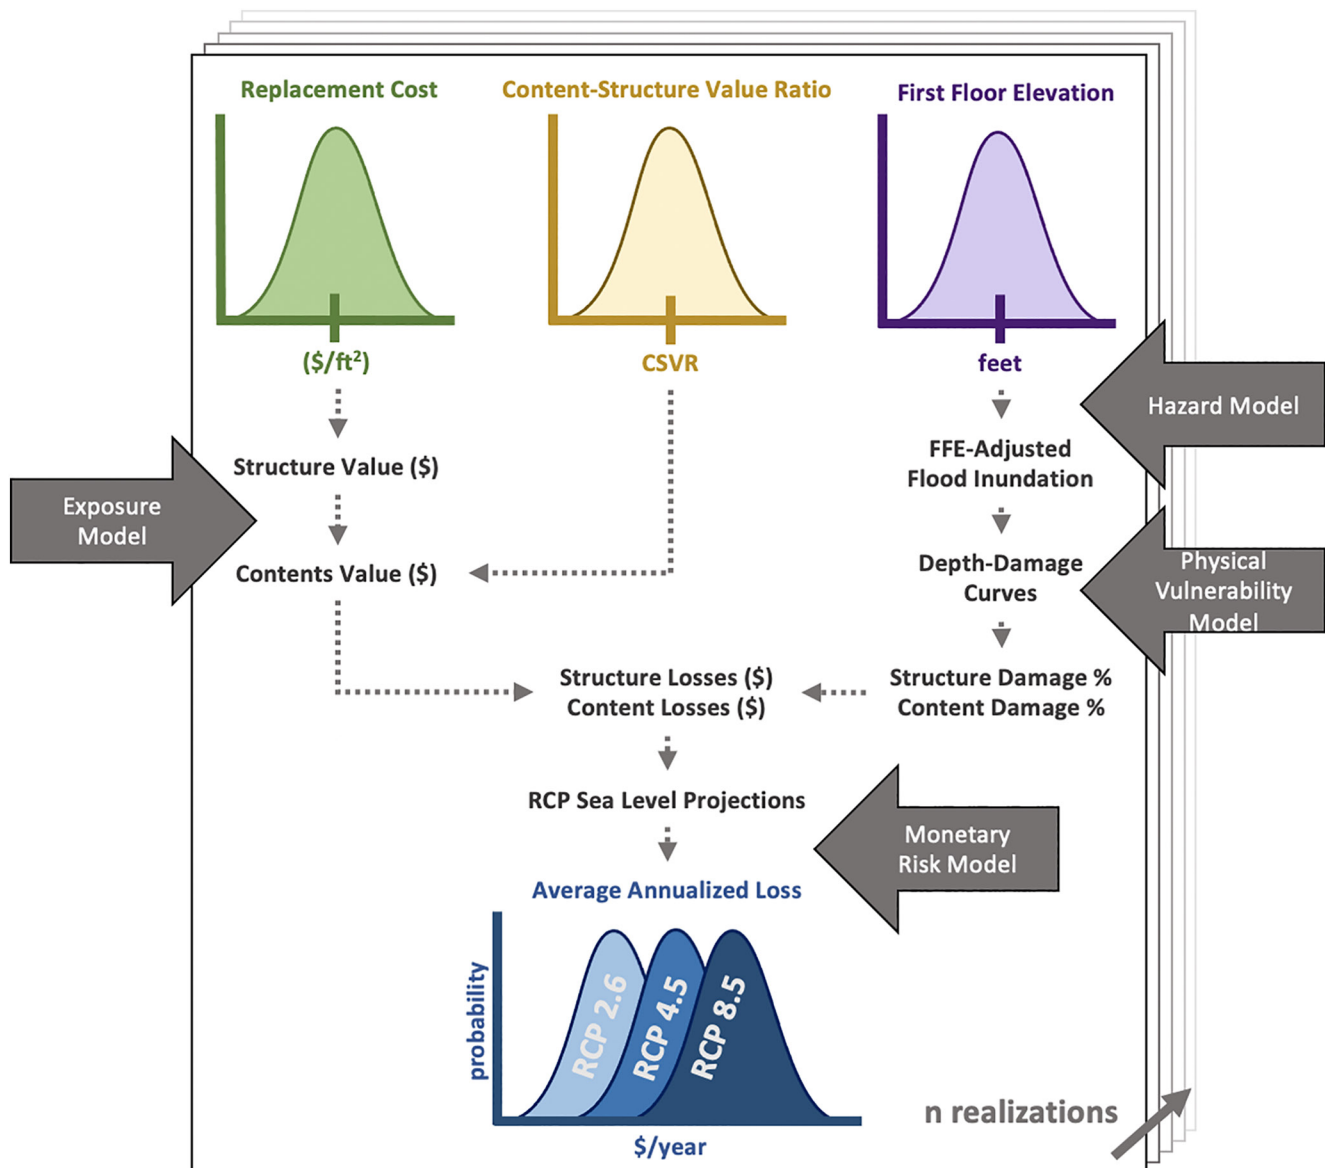 Replacement Cost
Content-Structure Value Ratio
First Floor Elevation
($/ft²)
CSVR
feet
Hazard Model
Structure Value ($)
FFE-Adjusted
Flood Inundation
Exposure
Model
Contents Value ($)
Depth-Damage
Curves
Physical
Vulnerability
Model
Structure Losses ($)
Content Losses ($)
Structure Damage %
Content Damage %
RCP Sea Level Projections
Monetary
Risk Model
Average Annualized Loss
probability
RCP 2.6
RCP 4.5
RCP 8.5
$/year
n realizations